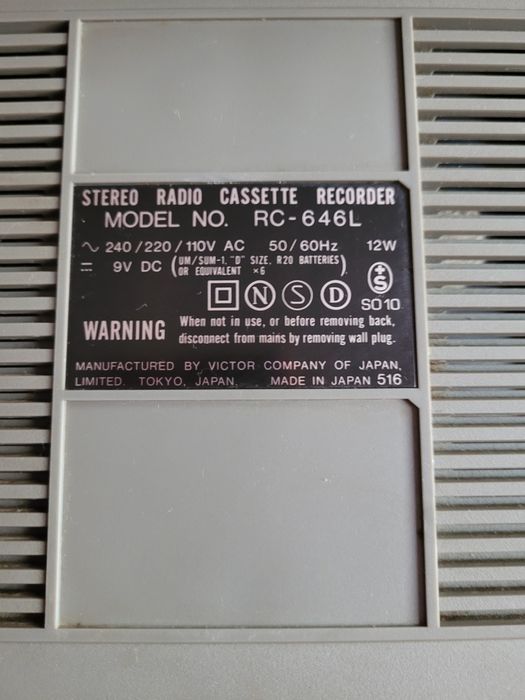 STEREO RADIO CASSETTE RECORDER
MODEL NO. RC-646L
~ 240/220/110V AC 50/60Hz 12W
⎓ 9V DC (UM/SUM-1, "D" SIZE, R20 BATTERIES
OR EQUIVALENT ×6)
N S D S
SO10
WARNING When not in use, or before removing back,
disconnect from mains by removing wall plug.
MANUFACTURED BY VICTOR COMPANY OF JAPAN,
LIMITED. TOKYO, JAPAN. MADE IN JAPAN 516